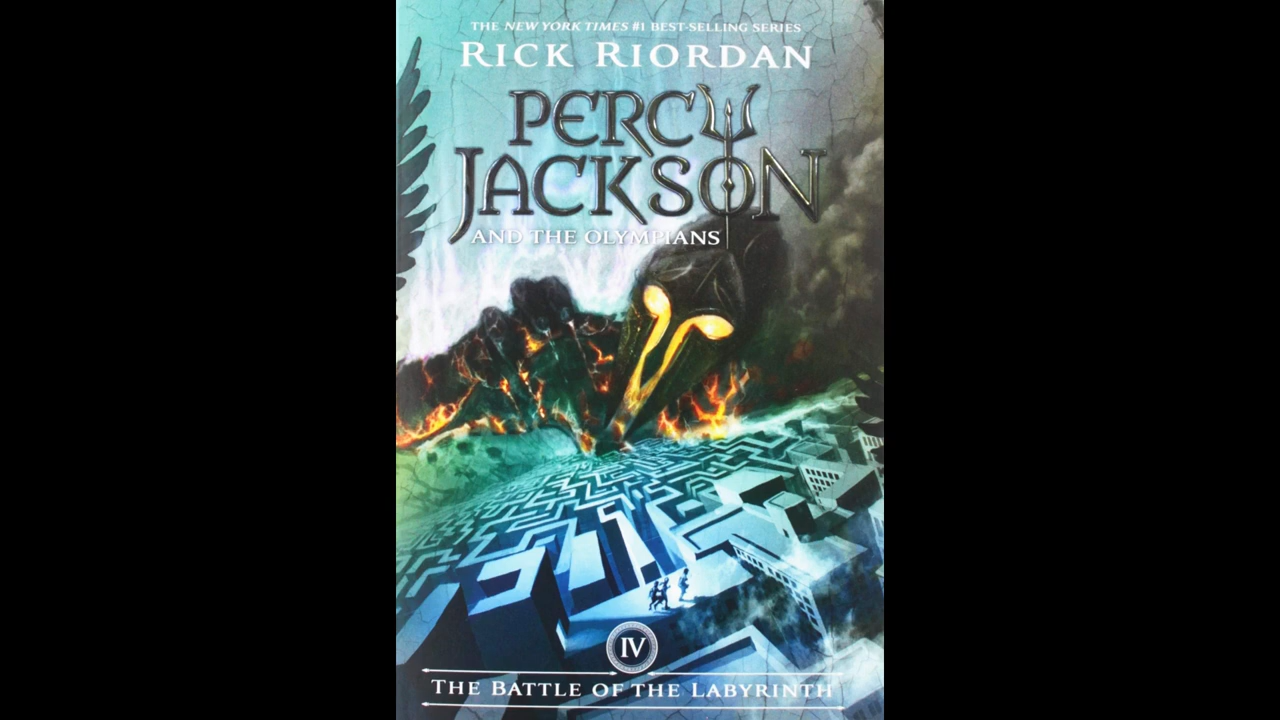 THE NEW YORK TIMES #1 BEST-SELLING SERIES
RICK RIORDAN
PERCY
JACKSON
AND THE OLYMPIANS
IV
THE BATTLE OF THE LABYRINTH